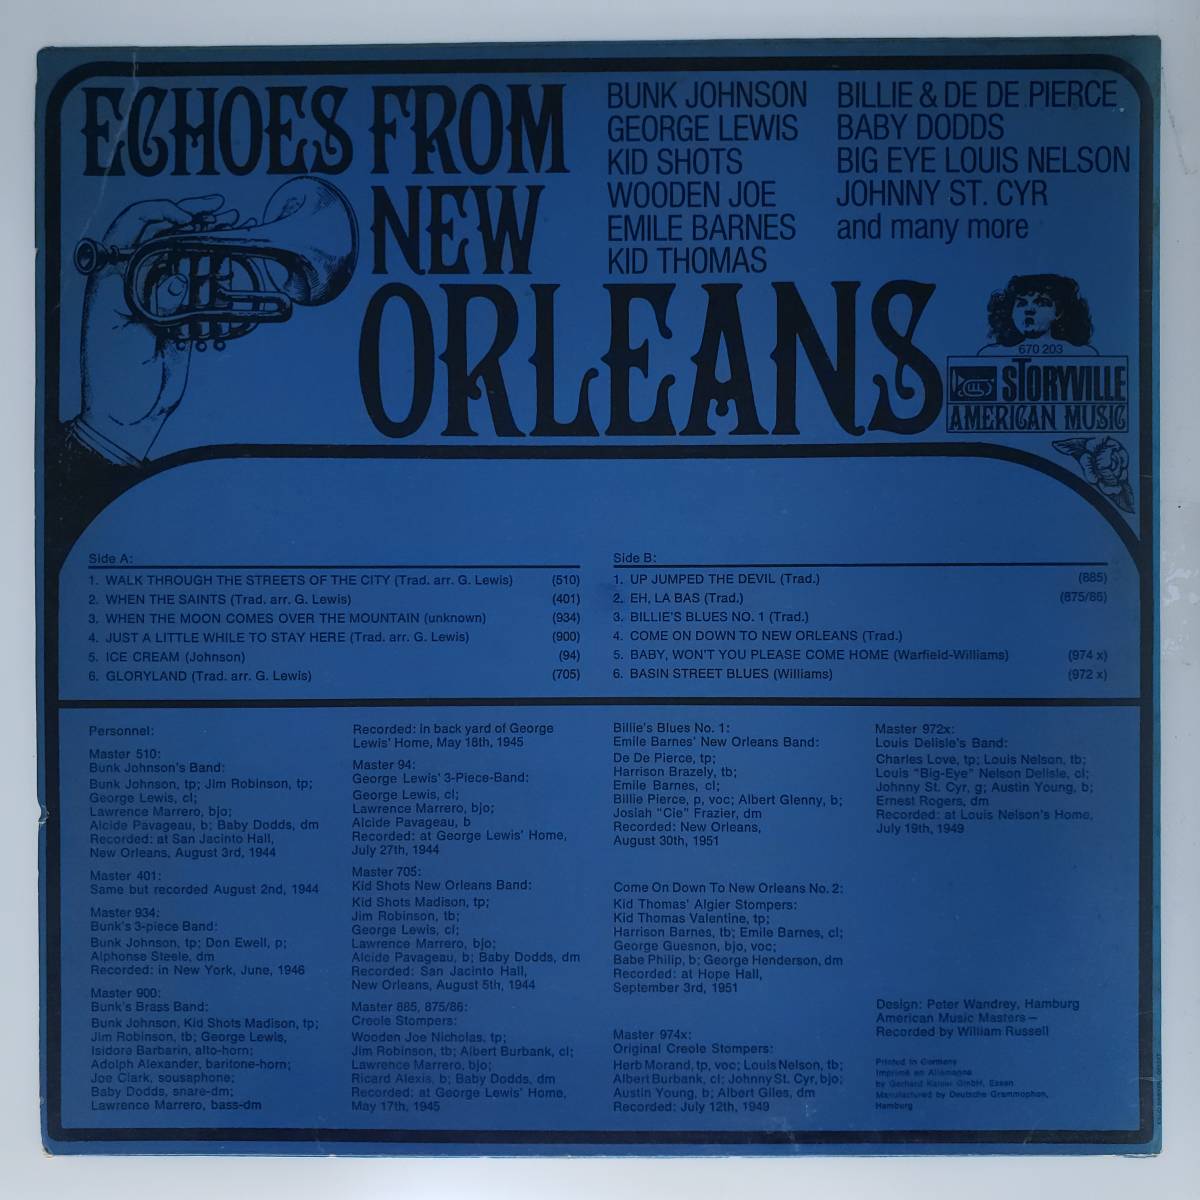 ECHOES FROM
NEW
ORLEANS
BUNK JOHNSON
GEORGE LEWIS
KID SHOTS
WOODEN JOE
EMILE BARNES
KID THOMAS
BILLIE & DE DE PIERCE
BABY DODDS
BIG EYE LOUIS NELSON
JOHNNY ST. CYR
and many more
670 203
STORYVILLE
AMERICAN MUSIC
Side A:
1. WALK THROUGH THE STREETS OF THE CITY (Trad. arr. G. Lewis) (510)
2. WHEN THE SAINTS (Trad. arr. G. Lewis) (401)
3. WHEN THE MOON COMES OVER THE MOUNTAIN (unknown) (934)
4. JUST A LITTLE WHILE TO STAY HERE (Trad. arr. G. Lewis) (900)
5. ICE CREAM (Johnson) (94)
6. GLORYLAND (Trad. arr. G. Lewis) (705)
Side B:
1. UP JUMPED THE DEVIL (Trad.) (885)
2. EH, LA BAS (Trad.) (875/86)
3. BILLIE'S BLUES NO. 1 (Trad.)
4. COME ON DOWN TO NEW ORLEANS (Trad.)
5. BABY, WON'T YOU PLEASE COME HOME (Warfield-Williams) (974 x)
6. BASIN STREET BLUES (Williams) (972 x)
Personnel:
Master 510:
Bunk Johnson's Band:
Bunk Johnson, tp; Jim Robinson, tp;
George Lewis, cl;
Lawrence Marrero, bjo;
Alcide Pavageau, b; Baby Dodds, dm
Recorded: at San Jacinto Hall,
New Orleans, August 3rd, 1944
Master 401:
Same but recorded August 2nd, 1944
Master 934:
Bunk's 3-piece Band:
Bunk Johnson, tp; Don Ewell, p;
Alphonse Steele, dm
Recorded: in New York, June, 1946
Master 900:
Bunk's Brass Band:
Bunk Johnson, Kid Shots Madison, tp;
Jim Robinson, tb; George Lewis,
Isidore Barbarin, alto-horn;
Adolph Alexander, baritone-horn;
Joe Clark, sousaphone;
Baby Dodds, snare-dm;
Lawrence Marrero, bass-dm
Recorded: in back yard of George
Lewis' Home, May 18th, 1945
Master 94:
George Lewis' 3-Piece-Band:
George Lewis, cl;
Lawrence Marrero, bjo;
Alcide Pavageau, b
Recorded: at George Lewis' Home,
July 27th, 1944
Master 705:
Kid Shots New Orleans Band:
Kid Shots Madison, tp;
Jim Robinson, tb;
George Lewis, cl;
Lawrence Marrero, bjo;
Alcide Pavageau, b; Baby Dodds, dm
Recorded: San Jacinto Hall,
New Orleans, August 5th, 1944
Master 885, 875/86:
Creole Stompers:
Wooden Joe Nicholas, tp;
Jim Robinson, tb; Albert Burbank, cl;
Lawrence Marrero, bjo;
Ricard Alexis, b; Baby Dodds, dm
Recorded: at George Lewis' Home,
May 17th, 1945
Billie's Blues No. 1:
Emile Barnes' New Orleans Band:
De De Pierce, tp;
Harrison Brazely, tb;
Emile Barnes, cl;
Billie Pierce, p, voc; Albert Glenny, b;
Josiah "Cie" Frazier, dm
Recorded: New Orleans,
August 30th, 1951
Come On Down To New Orleans No. 2:
Kid Thomas' Algier Stompers:
Kid Thomas Valentine, tp;
Harrison Barnes, tb; Emile Barnes, cl;
George Guesnon, bjo, voc;
Babe Philip, b; George Henderson, dm
Recorded: at Hope Hall,
September 3rd, 1951
Master 974x:
Original Creole Stompers:
Herb Morand, tp, voc; Louis Nelson, tb;
Albert Burbank, cl; Johnny St. Cyr, bjo;
Austin Young, b; Albert Giles, dm
Recorded: July 12th, 1949
Master 972x:
Louis Delisle's Band:
Charles Love, tp; Louis Nelson, tb;
Louis "Big-Eye" Nelson Delisle, cl;
Johnny St. Cyr, g; Austin Young, b;
Ernest Rogers, dm
Recorded: at Louis Nelson's Home,
July 19th, 1949
Design: Peter Wandrey, Hamburg
American Music Masters —
Recorded by William Russell
Printed in Germany
Imprimé en Allemagne
by Gerhard Kaiser GmbH, Essen
Manufactured by Deutsche Grammophon,
Hamburg